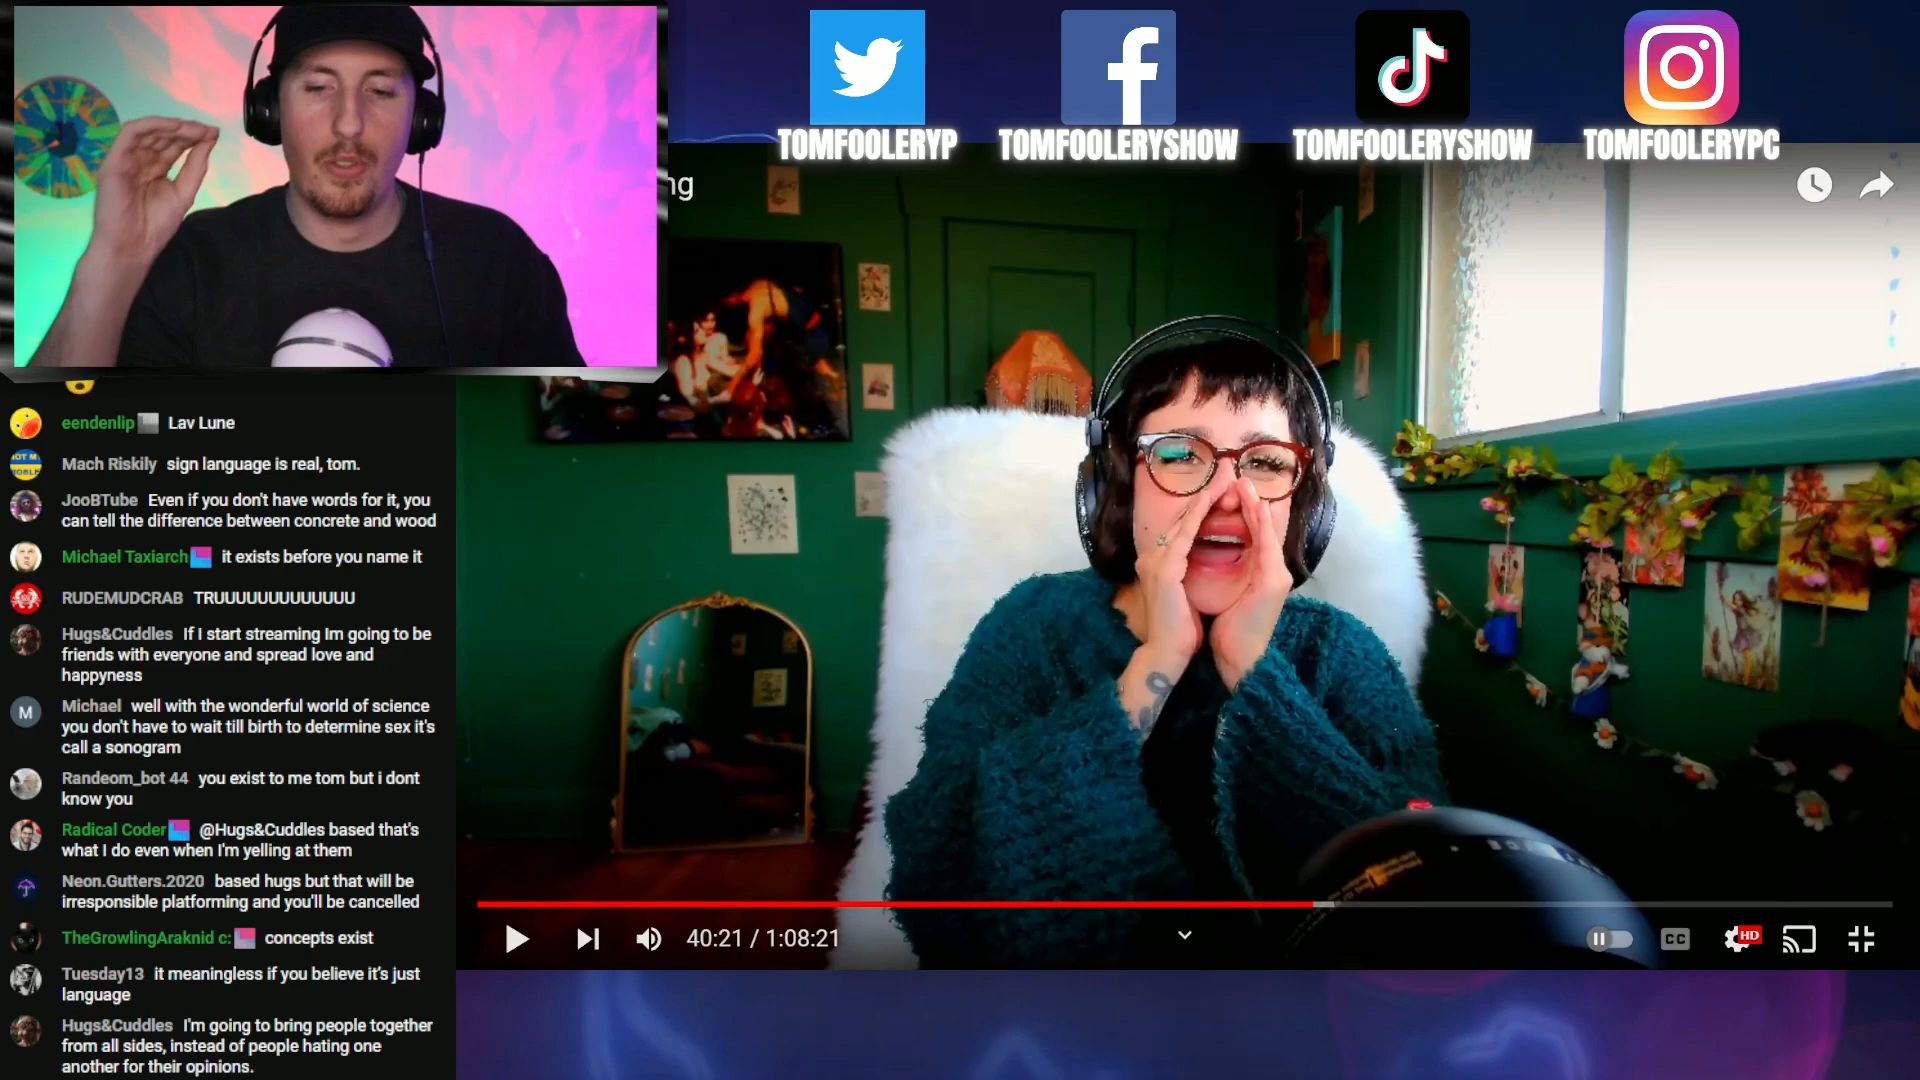 TOMFOOLERYP
TOMFOOLERYSHOW
TOMFOOLERYSHOW
TOMFOOLERYPC
ng
eendenlip Lav Lune
Mach Riskily sign language is real, tom.
JooBTube Even if you don't have words for it, you
can tell the difference between concrete and wood
Michael Taxiarch it exists before you name it
RUDEMUDCRAB TRUUUUUUUUUUUUU
Hugs&Cuddles If I start streaming Im going to be
friends with everyone and spread love and
happyness
M
Michael well with the wonderful world of science
you don't have to wait till birth to determine sex it's
call a sonogram
Randeom_bot 44 you exist to me tom but i dont
know you
Radical Coder @Hugs&Cuddles based that's
what I do even when I'm yelling at them
Neon.Gutters.2020 based hugs but that will be
irresponsible platforming and you'll be cancelled
TheGrowlingAraknid c: concepts exist
Tuesday13 it meaningless if you believe it's just
language
Hugs&Cuddles I'm going to bring people together
from all sides, instead of people hating one
another for their opinions.
40:21 / 1:08:21
CC
HD